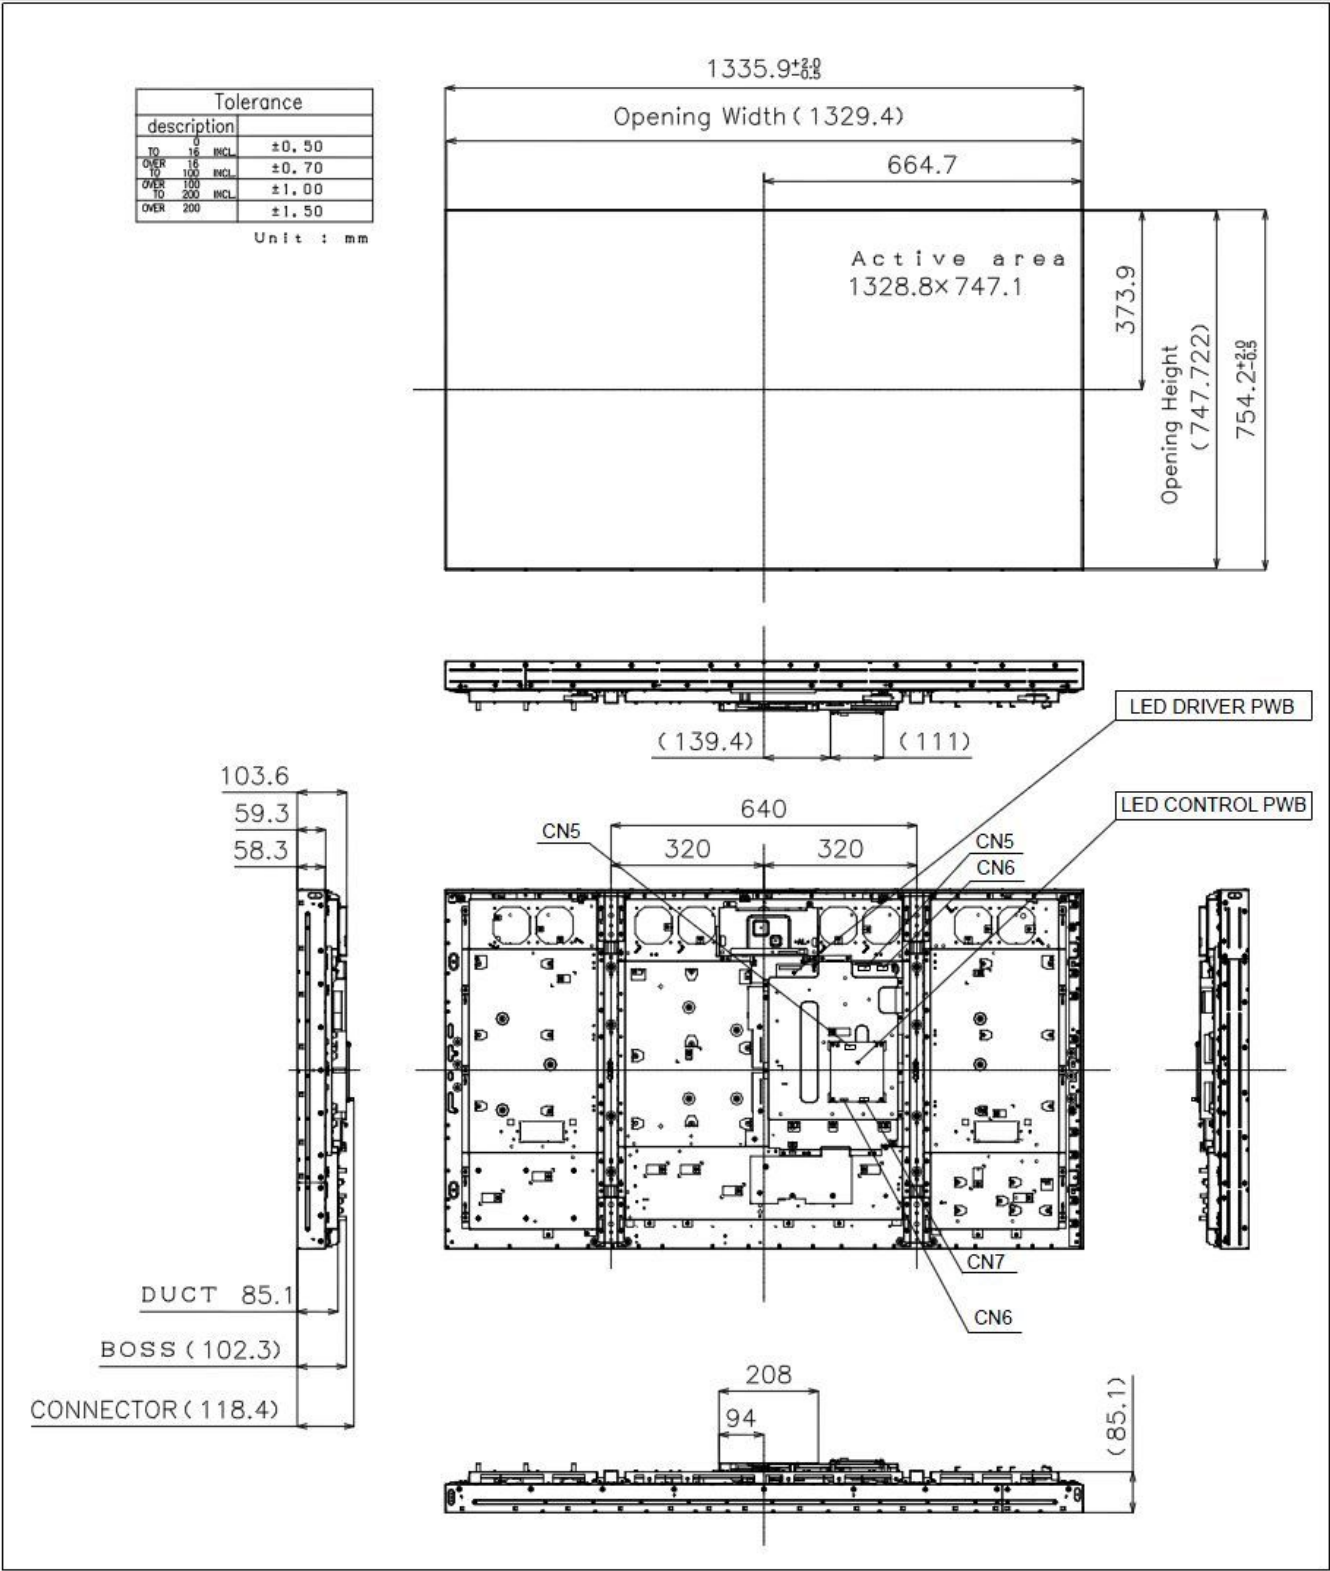 Tolerance
description
0
TO 16 INCL. ±0.50
OVER 16
TO 100 INCL. ±0.70
OVER 100
TO 200 INCL. ±1.00
OVER 200 ±1.50
Unit : mm
1335.9+2.0-0.5
Opening Width (1329.4)
664.7
Active area
1328.8×747.1
373.9
Opening Height
(747.722)
754.2+2.0-0.5
LED DRIVER PWB
(139.4)
(111)
103.6
59.3
58.3
640
LED CONTROL PWB
CN5
320
320
CN5
CN6
CN7
CN6
DUCT 85.1
BOSS (102.3)
CONNECTOR (118.4)
208
94
(85.1)